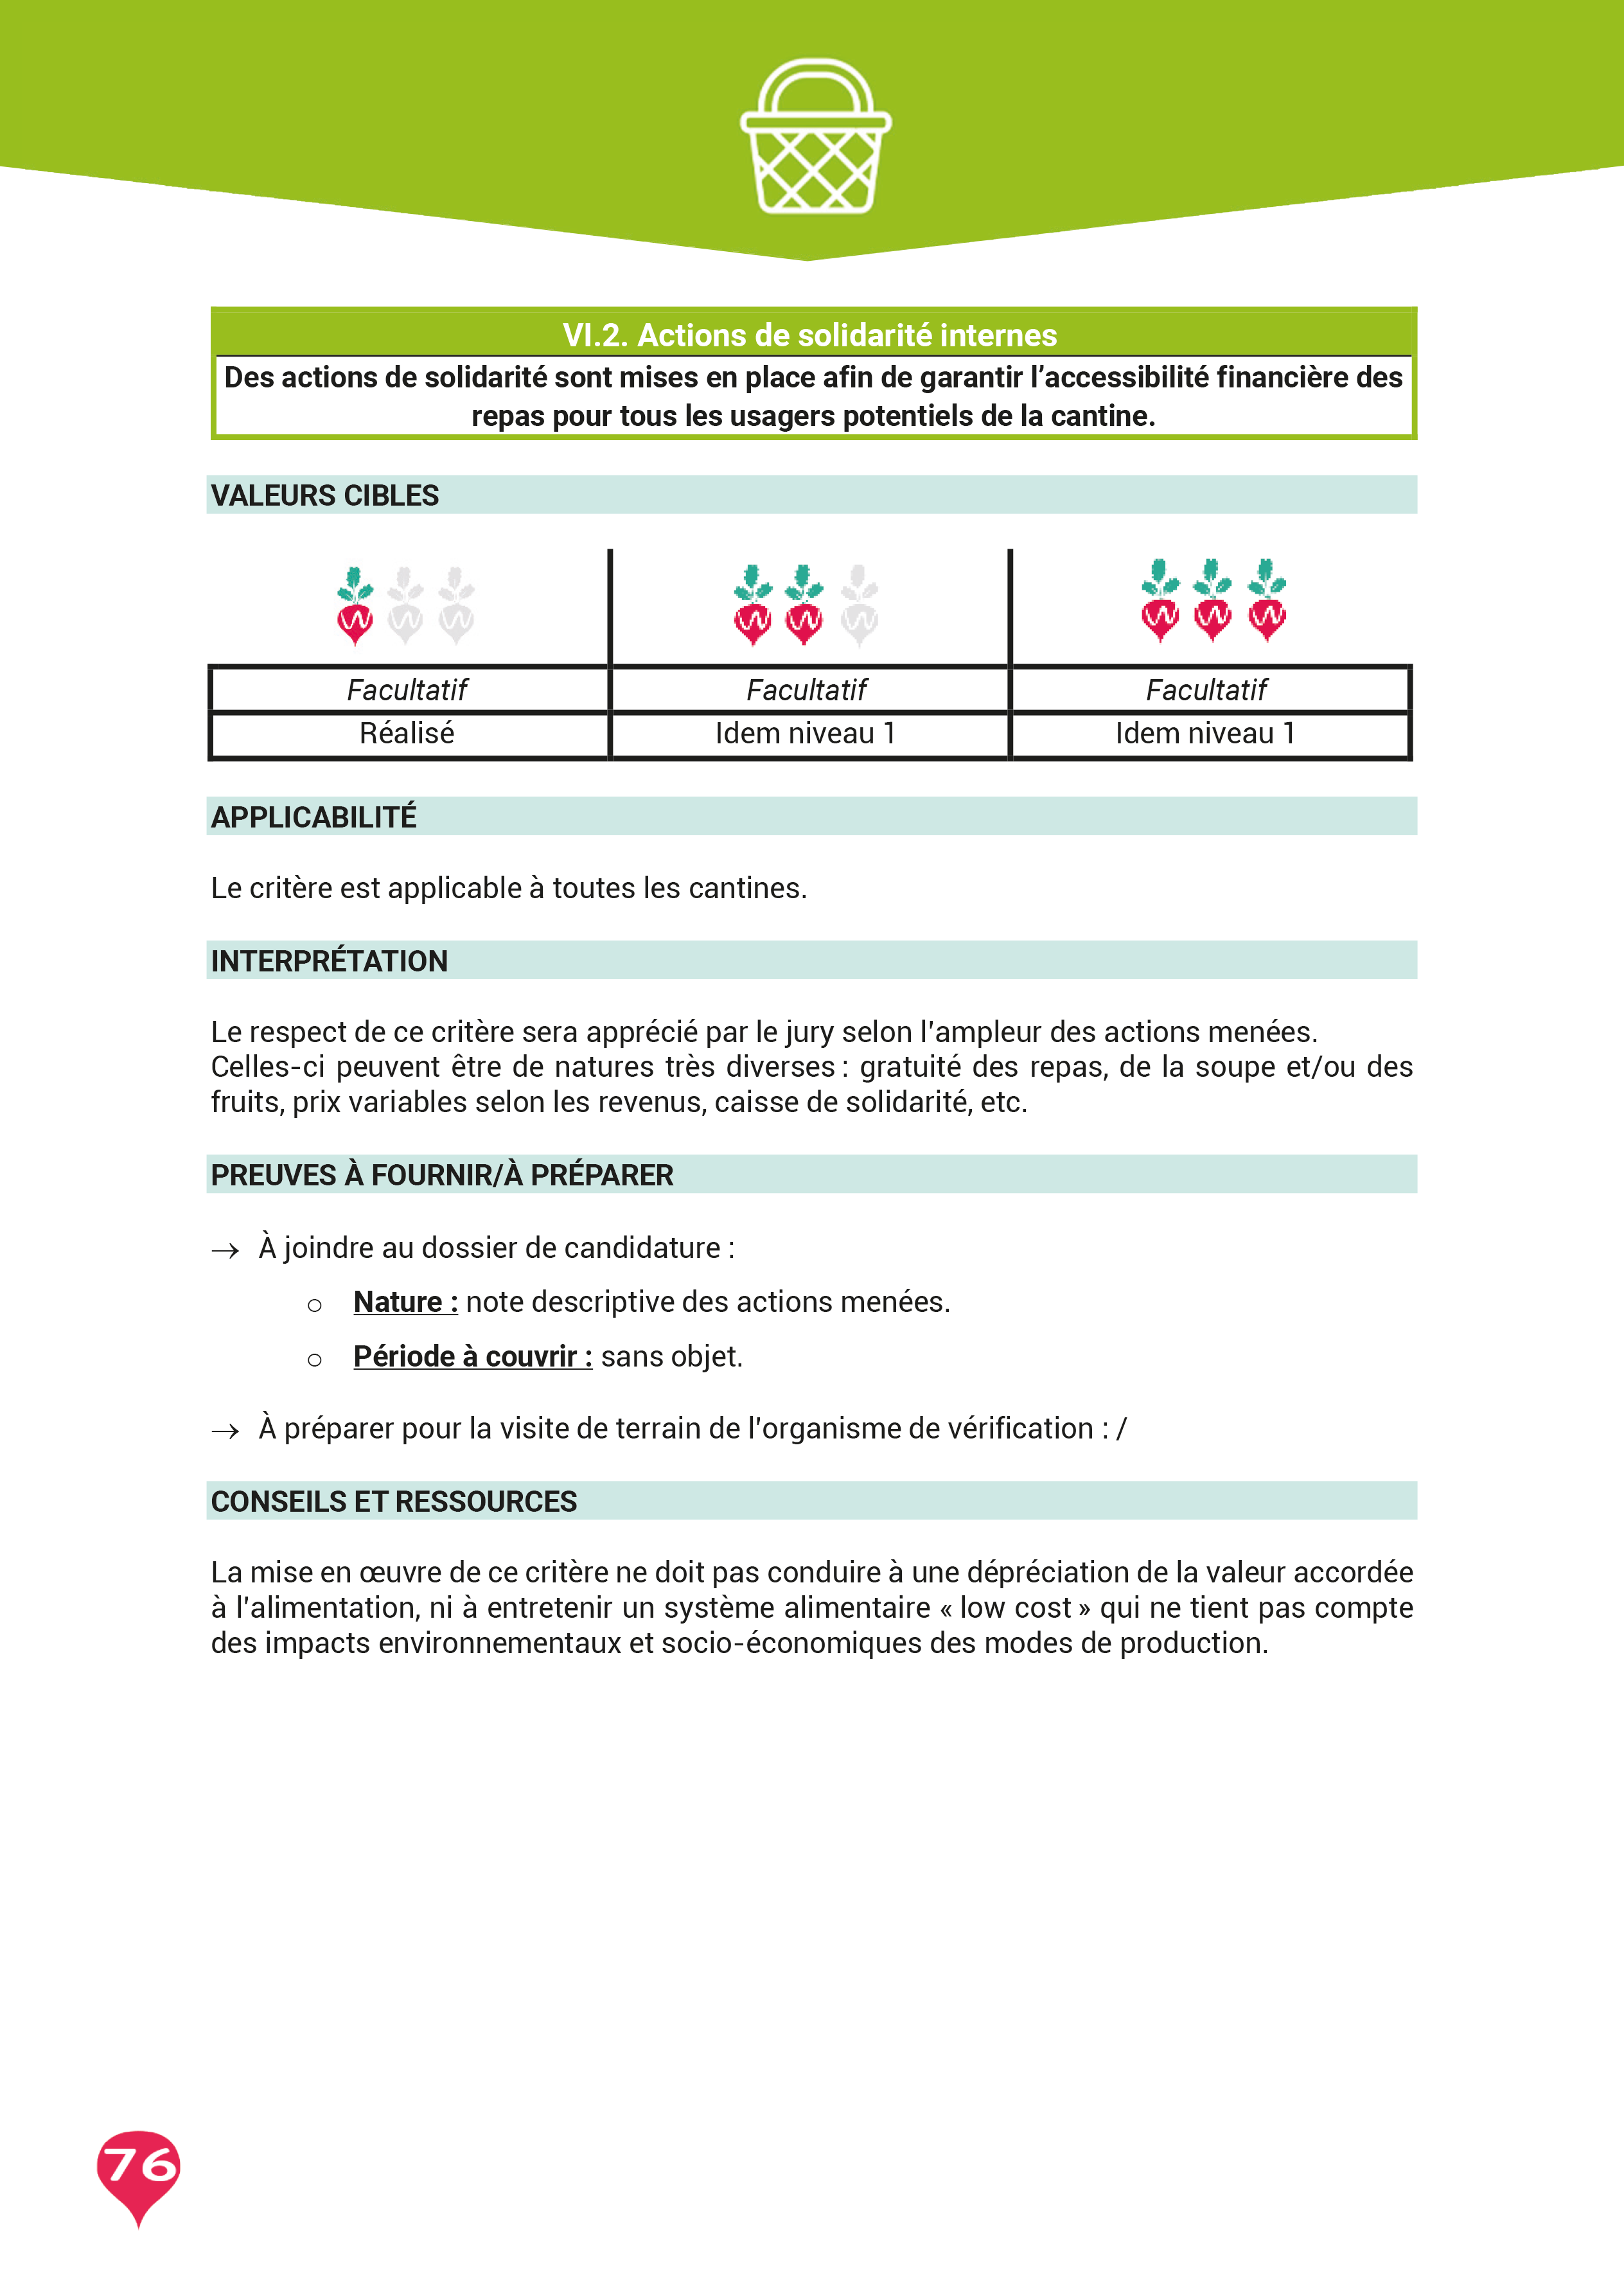 VI.2. Actions de solidarité internes
Des actions de solidarité sont mises en place afin de garantir l’accessibilité financière des
repas pour tous les usagers potentiels de la cantine.
VALEURS CIBLES
Facultatif Facultatif Facultatif
Réalisé Idem niveau 1 Idem niveau 1
APPLICABILITÉ
Le critère est applicable à toutes les cantines.
INTERPRÉTATION
Le respect de ce critère sera apprécié par le jury selon l’ampleur des actions menées.
Celles-ci peuvent être de natures très diverses : gratuité des repas, de la soupe et/ou des
fruits, prix variables selon les revenus, caisse de solidarité, etc.
PREUVES À FOURNIR/À PRÉPARER
→ À joindre au dossier de candidature :
o Nature : note descriptive des actions menées.
o Période à couvrir : sans objet.
→ À préparer pour la visite de terrain de l’organisme de vérification : /
CONSEILS ET RESSOURCES
La mise en œuvre de ce critère ne doit pas conduire à une dépréciation de la valeur accordée
à l’alimentation, ni à entretenir un système alimentaire « low cost » qui ne tient pas compte
des impacts environnementaux et socio-économiques des modes de production.
76